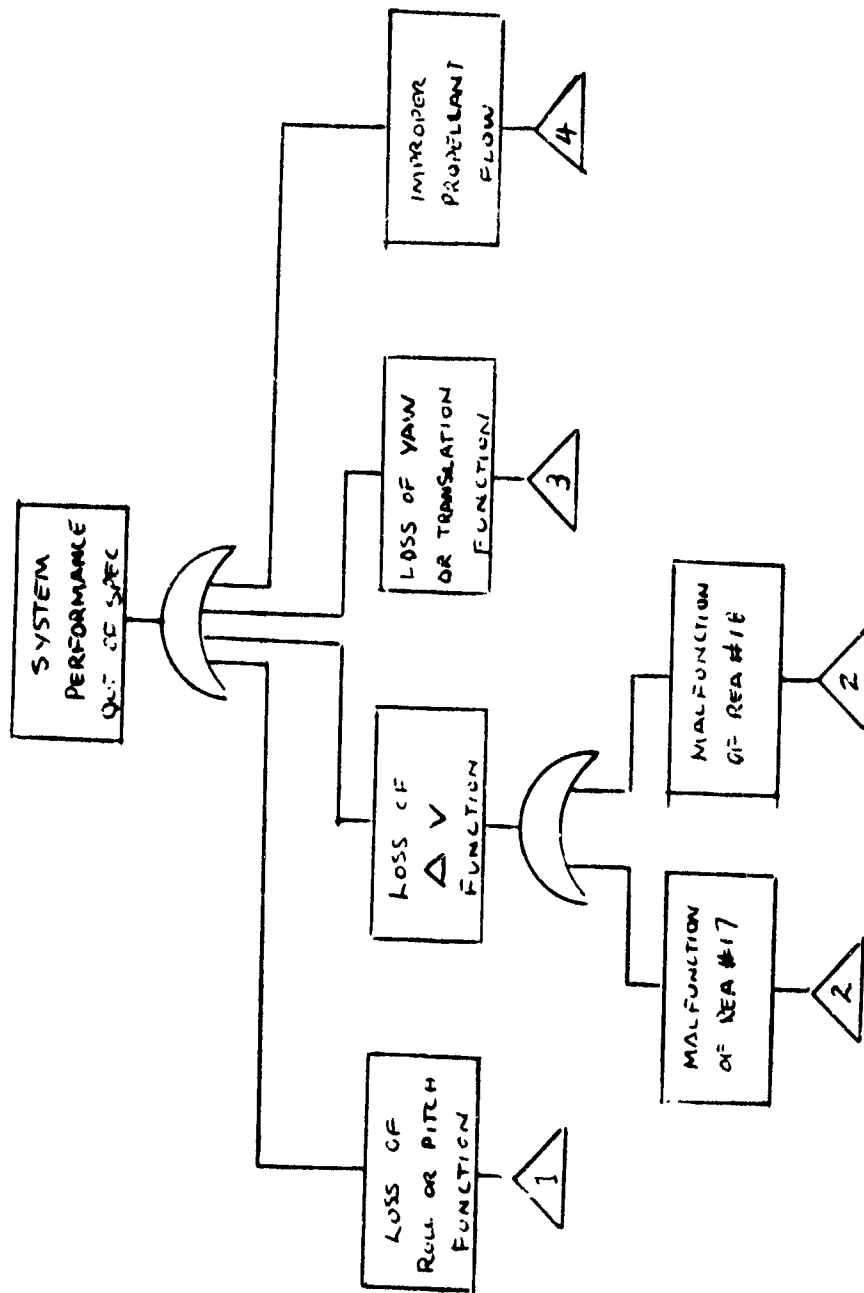 SYSTEM
PERFORMANCE
OUT OF SPEC
LOSS OF
ROLL OR PITCH
FUNCTION
1
LOSS OF
Δ V
FUNCTION
LOSS OF YAW
OR TRANSLATION
FUNCTION
3
IMPROPER
PROPELLANT
FLOW
4
MALFUNCTION
OF REA #17
2
MALFUNCTION
OF REA #18
2